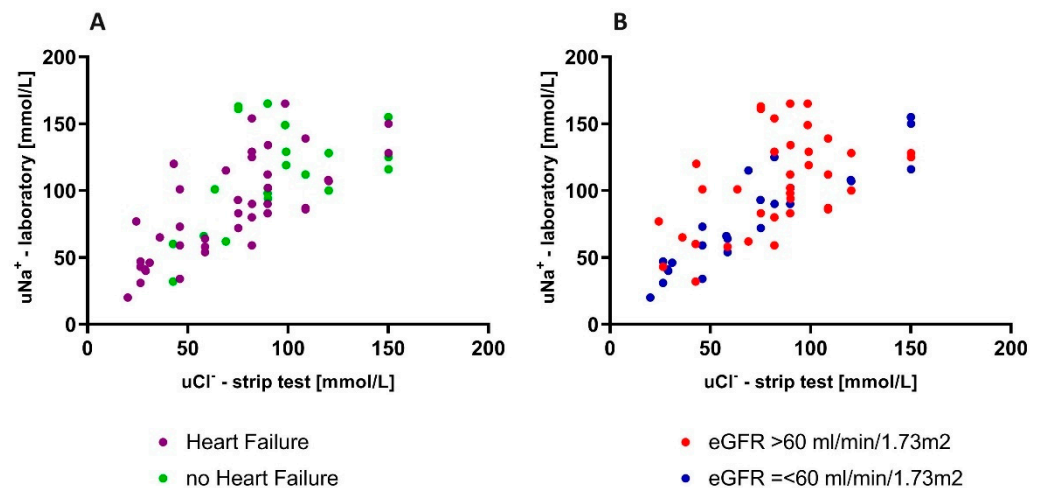 A
B
uNa⁺ - laboratory [mmol/L]
200
150
100
50
0
0 50 100 150 200
uCl⁻ - strip test [mmol/L]
uNa⁺ - laboratory [mmol/L]
200
150
100
50
0
0 50 100 150 200
uCl⁻ - strip test [mmol/L]
Heart Failure
no Heart Failure
eGFR >60 ml/min/1.73m2
eGFR =<60 ml/min/1.73m2